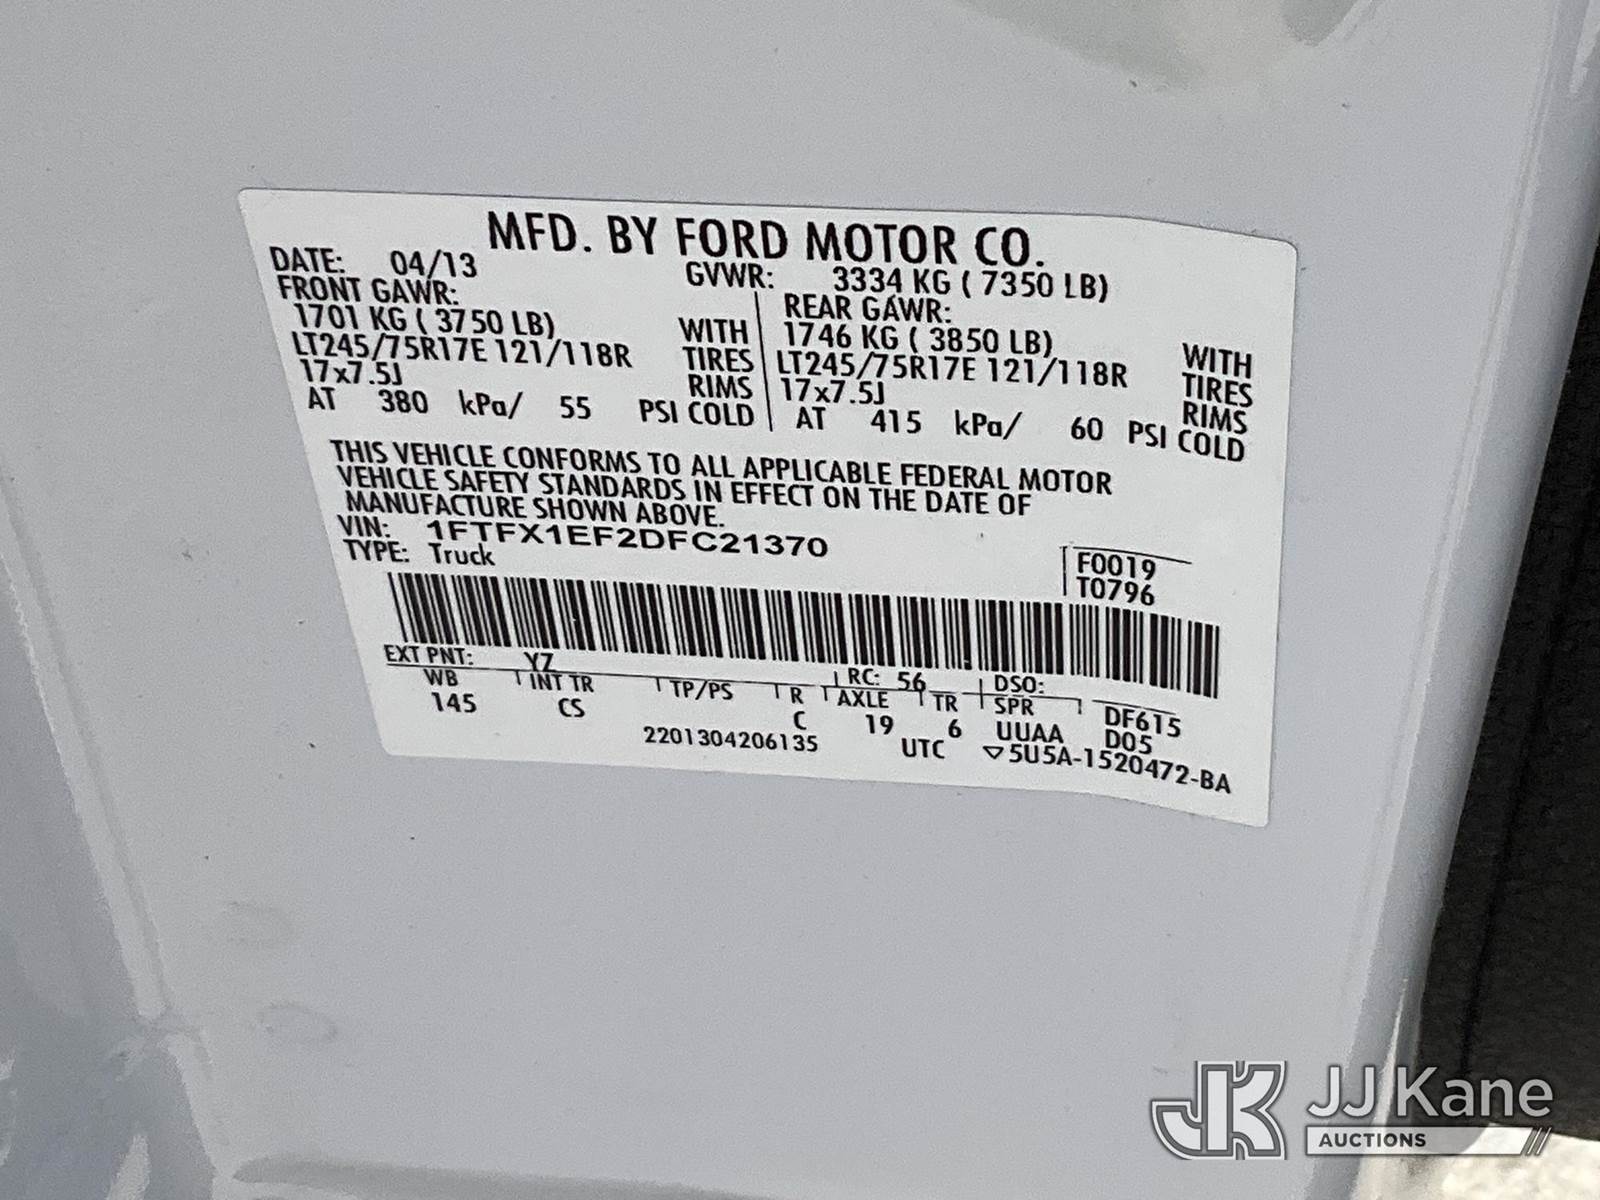 MFD. BY FORD MOTOR CO.
DATE: 04/13 GVWR: 3334 KG ( 7350 LB)
FRONT GAWR: REAR GAWR:
1701 KG ( 3750 LB) WITH 1746 KG ( 3850 LB) WITH
LT245/75R17E 121/118R TIRES LT245/75R17E 121/118R TIRES
17x7.5J RIMS 17x7.5J RIMS
AT 380 kPa/ 55 PSI COLD AT 415 kPa/ 60 PSI COLD
THIS VEHICLE CONFORMS TO ALL APPLICABLE FEDERAL MOTOR
VEHICLE SAFETY STANDARDS IN EFFECT ON THE DATE OF
MANUFACTURE SHOWN ABOVE.
VIN: 1FTFX1EF2DFC21370 F0019
TYPE: Truck T0796
EXT PNT: YZ RC: 56 DSO:
WB INT TR TP/PS R AXLE TR SPR DF615
145 CS C 19 6 UUAA D05
2201304206135 UTC ▽5U5A-1520472-BA
JK JJ Kane
AUCTIONS